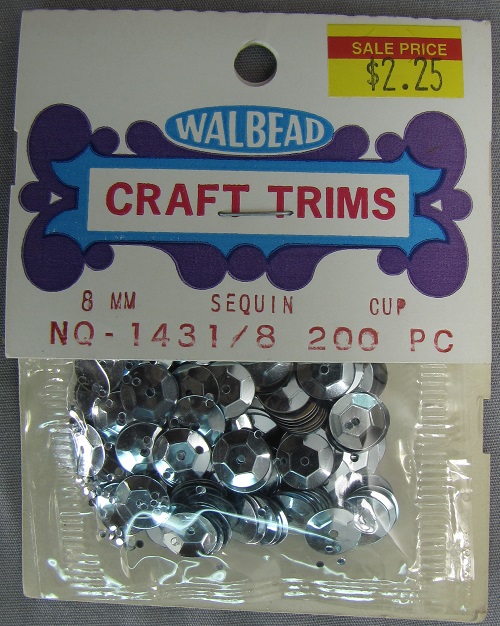 SALE PRICE
$2.25
WALBEAD
CRAFT TRIMS
8 MM SEQUIN CUP
NQ-1431/8 200 PC